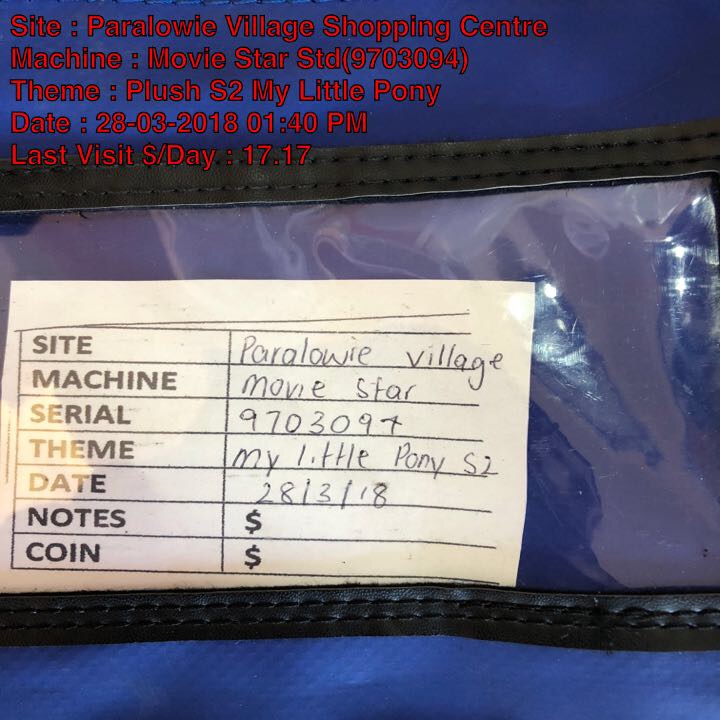 Site : Paralowie Village Shopping Centre
Machine : Movie Star Std(9703094)
Theme : Plush S2 My Little Pony
Date : 28-03-2018 01:40 PM
Last Visit $/Day : 17.17
SITE Paralowie village
MACHINE Movie Star
SERIAL 9703094
THEME My little Pony S2
DATE 28/3/18
NOTES $
COIN $